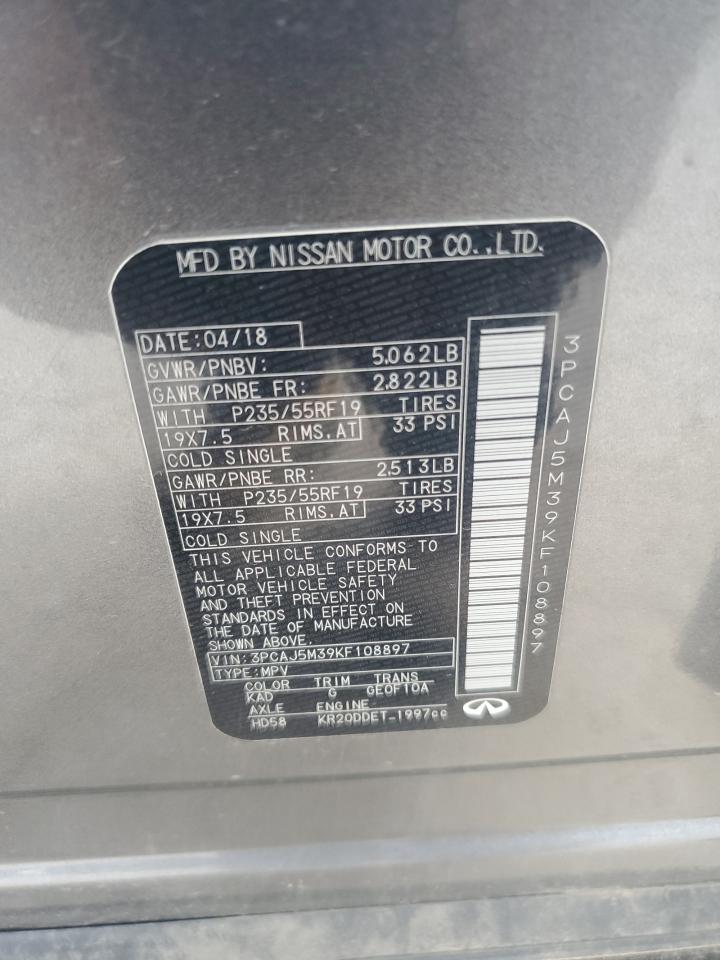 MFD BY NISSAN MOTOR CO.,LTD.
DATE:04/18
GVWR/PNBV: 5,062LB
GAWR/PNBE FR: 2,822LB
WITH P235/55RF19 TIRES
19X7.5 RIMS,AT 33 PSI
COLD SINGLE
GAWR/PNBE RR: 2,513LB
WITH P235/55RF19 TIRES
19X7.5 RIMS,AT 33 PSI
COLD SINGLE
THIS VEHICLE CONFORMS TO
ALL APPLICABLE FEDERAL
MOTOR VEHICLE SAFETY
AND THEFT PREVENTION
STANDARDS IN EFFECT ON
THE DATE OF MANUFACTURE
SHOWN ABOVE.
VIN:3PCAJ5M39KF108897
TYPE:MPV
COLOR TRIM TRANS
KAD G GE0F10A
AXLE ENGINE
HD58 KR20DDET-1997cc
3PCAJ5M39KF108897